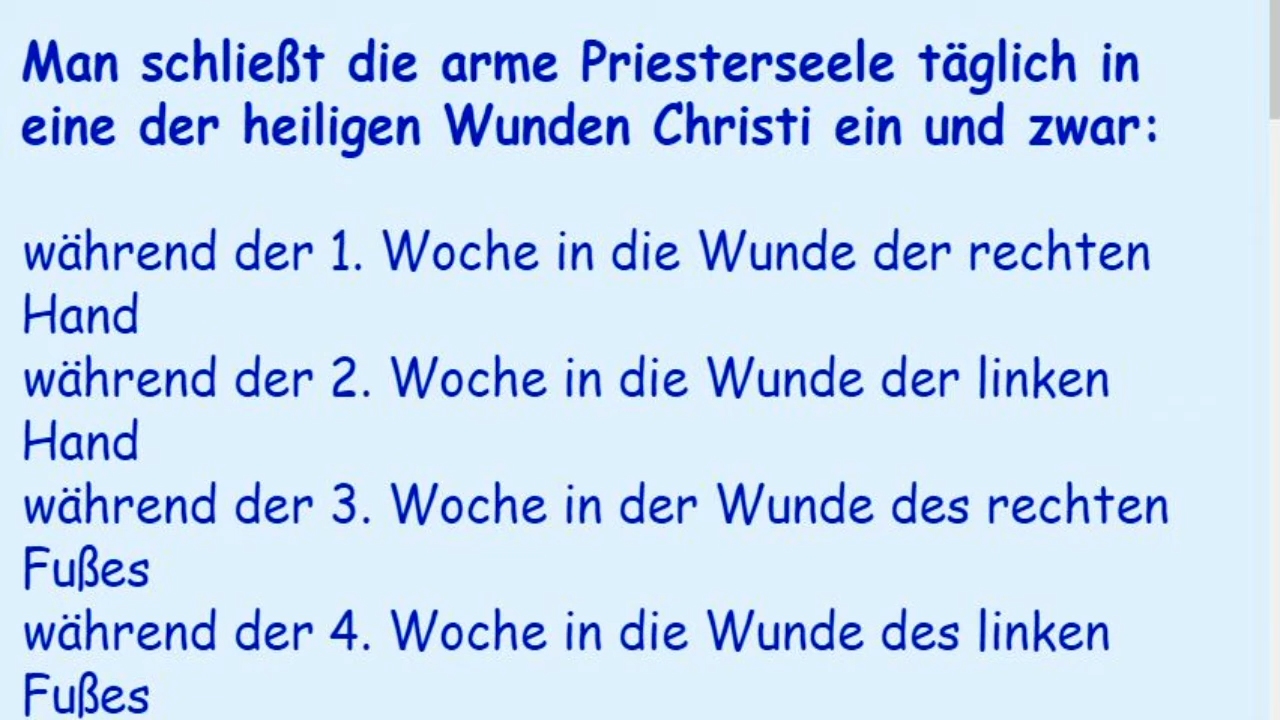 Man schließt die arme Priesterseele täglich in
eine der heiligen Wunden Christi ein und zwar:
während der 1. Woche in die Wunde der rechten
Hand
während der 2. Woche in die Wunde der linken
Hand
während der 3. Woche in der Wunde des rechten
Fußes
während der 4. Woche in die Wunde des linken
Fußes